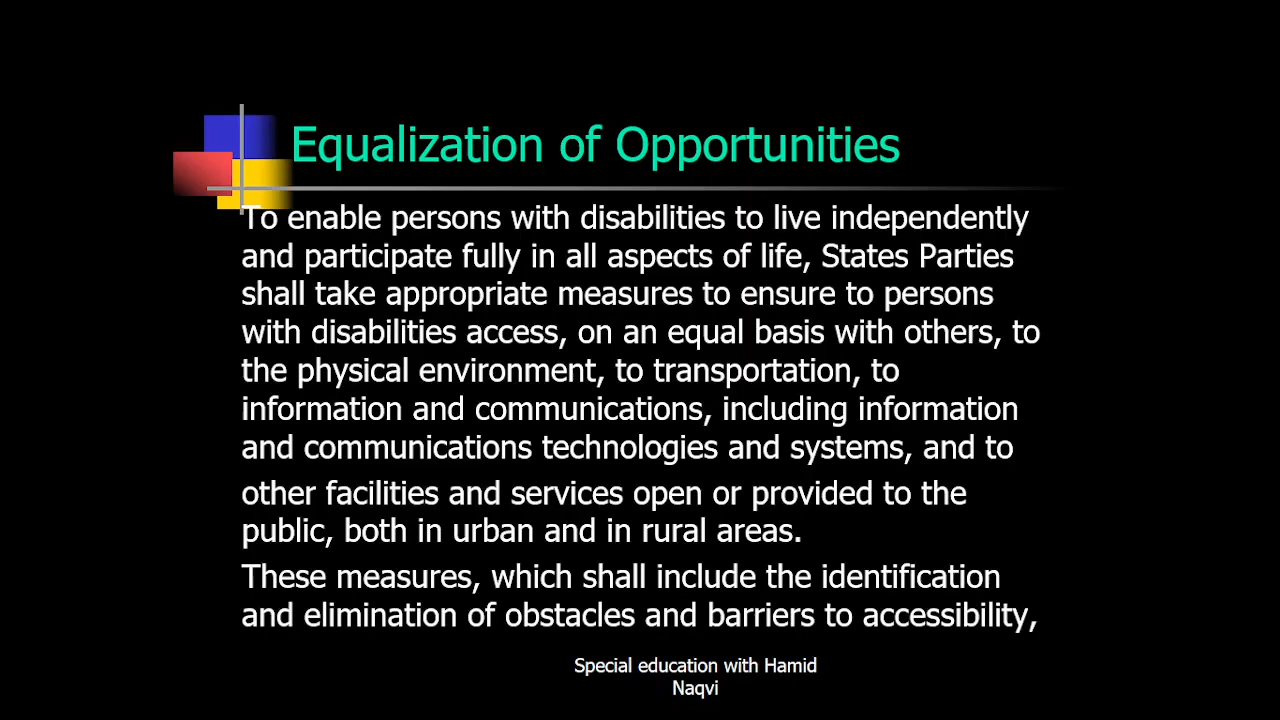 Equalization of Opportunities
To enable persons with disabilities to live independently
and participate fully in all aspects of life, States Parties
shall take appropriate measures to ensure to persons
with disabilities access, on an equal basis with others, to
the physical environment, to transportation, to
information and communications, including information
and communications technologies and systems, and to
other facilities and services open or provided to the
public, both in urban and in rural areas.
These measures, which shall include the identification
and elimination of obstacles and barriers to accessibility,
Special education with Hamid
Naqvi